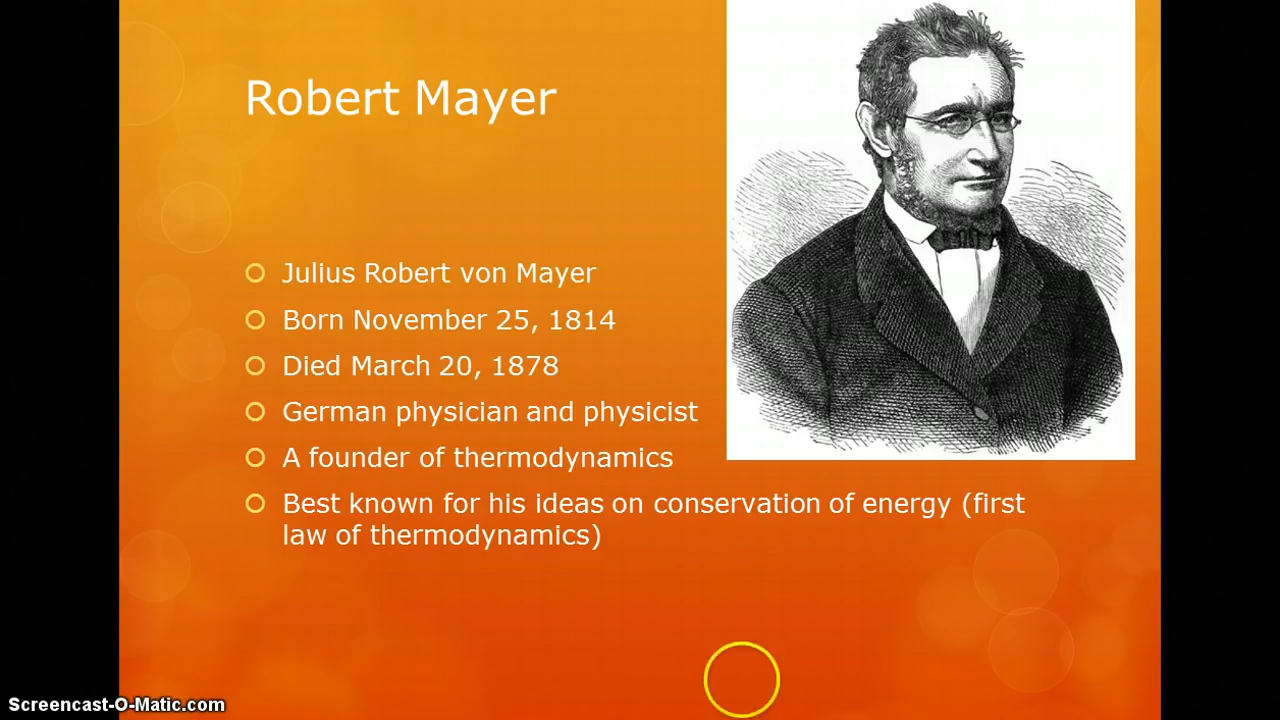 Robert Mayer
Julius Robert von Mayer
Born November 25, 1814
Died March 20, 1878
German physician and physicist
A founder of thermodynamics
Best known for his ideas on conservation of energy (first
law of thermodynamics)
Screencast-O-Matic.com